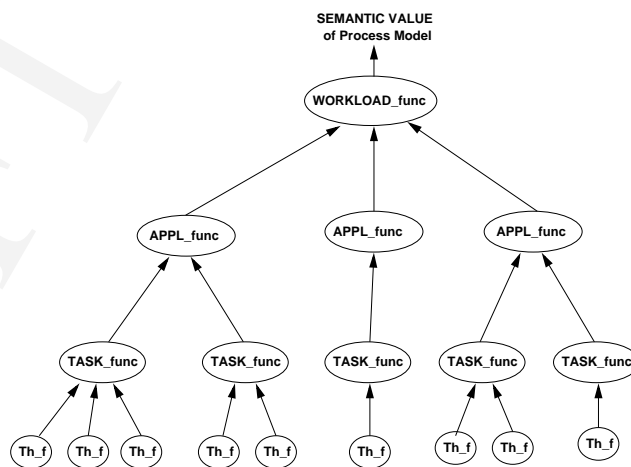 SEMANTIC VALUE
of Process Model
WORKLOAD_func
APPL_func APPL_func APPL_func
TASK_func TASK_func TASK_func TASK_func TASK_func
Th_f Th_f Th_f Th_f Th_f Th_f Th_f Th_f Th_f